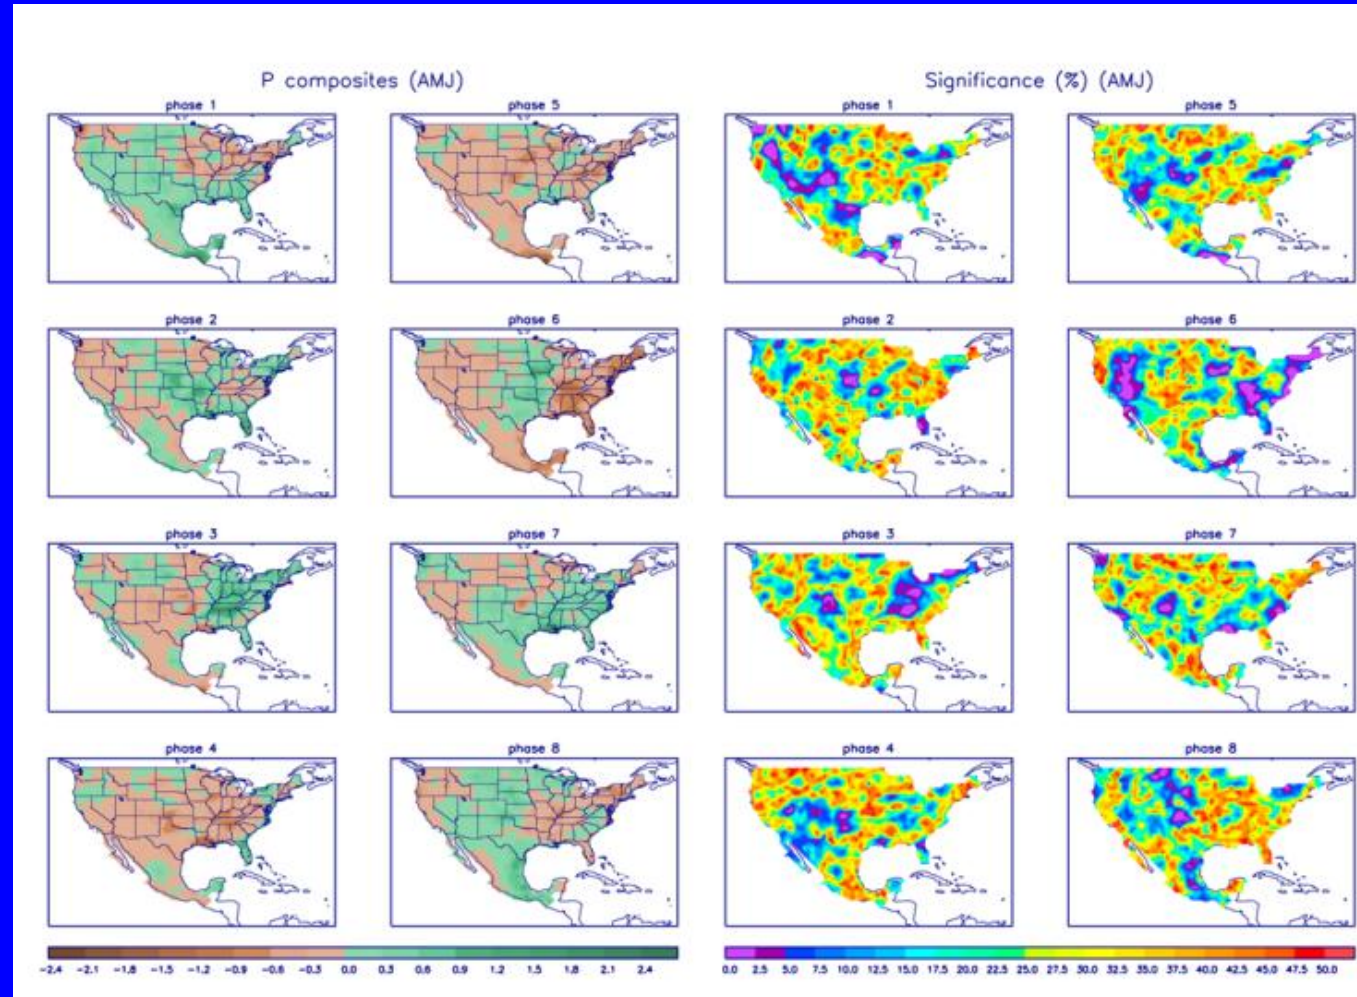 P composites (AMJ) Significance (%) (AMJ)
phase 1 phase 5 phase 1 phase 5
phase 2 phase 6 phase 2 phase 6
phase 3 phase 7 phase 3 phase 7
phase 4 phase 8 phase 4 phase 8
-2.4 -2.1 -1.8 -1.5 -1.2 -0.9 -0.6 -0.3 0.0 0.3 0.6 0.9 1.2 1.5 1.8 2.1 2.4
0.0 2.5 5.0 7.5 10.0 12.5 15.0 17.5 20.0 22.5 25.0 27.5 30.0 32.5 35.0 37.5 40.0 42.5 45.0 47.5 50.0